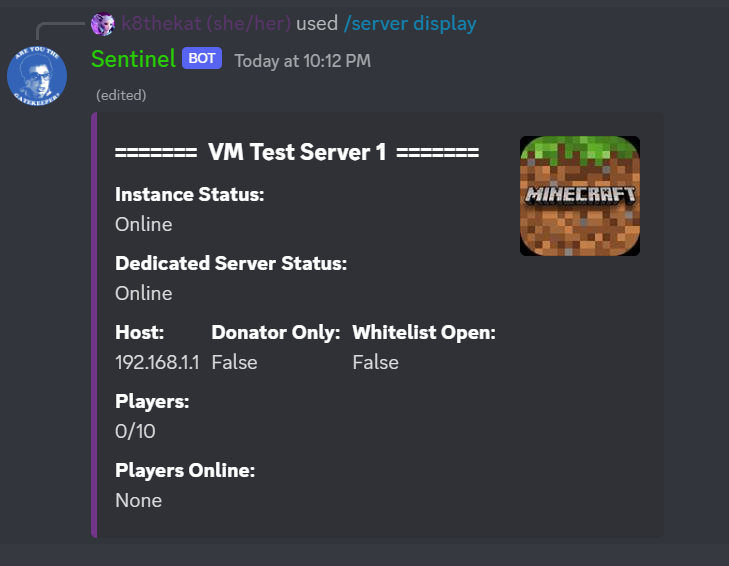 k8thekat (she/her) used /server display
ARE YOU THE
GATEKEEPER?
Sentinel BOT Today at 10:12 PM
(edited)
======= VM Test Server 1 =======
MINECRAFT
Instance Status:
Online
Dedicated Server Status:
Online
Host: Donator Only: Whitelist Open:
192.168.1.1 False False
Players:
0/10
Players Online:
None